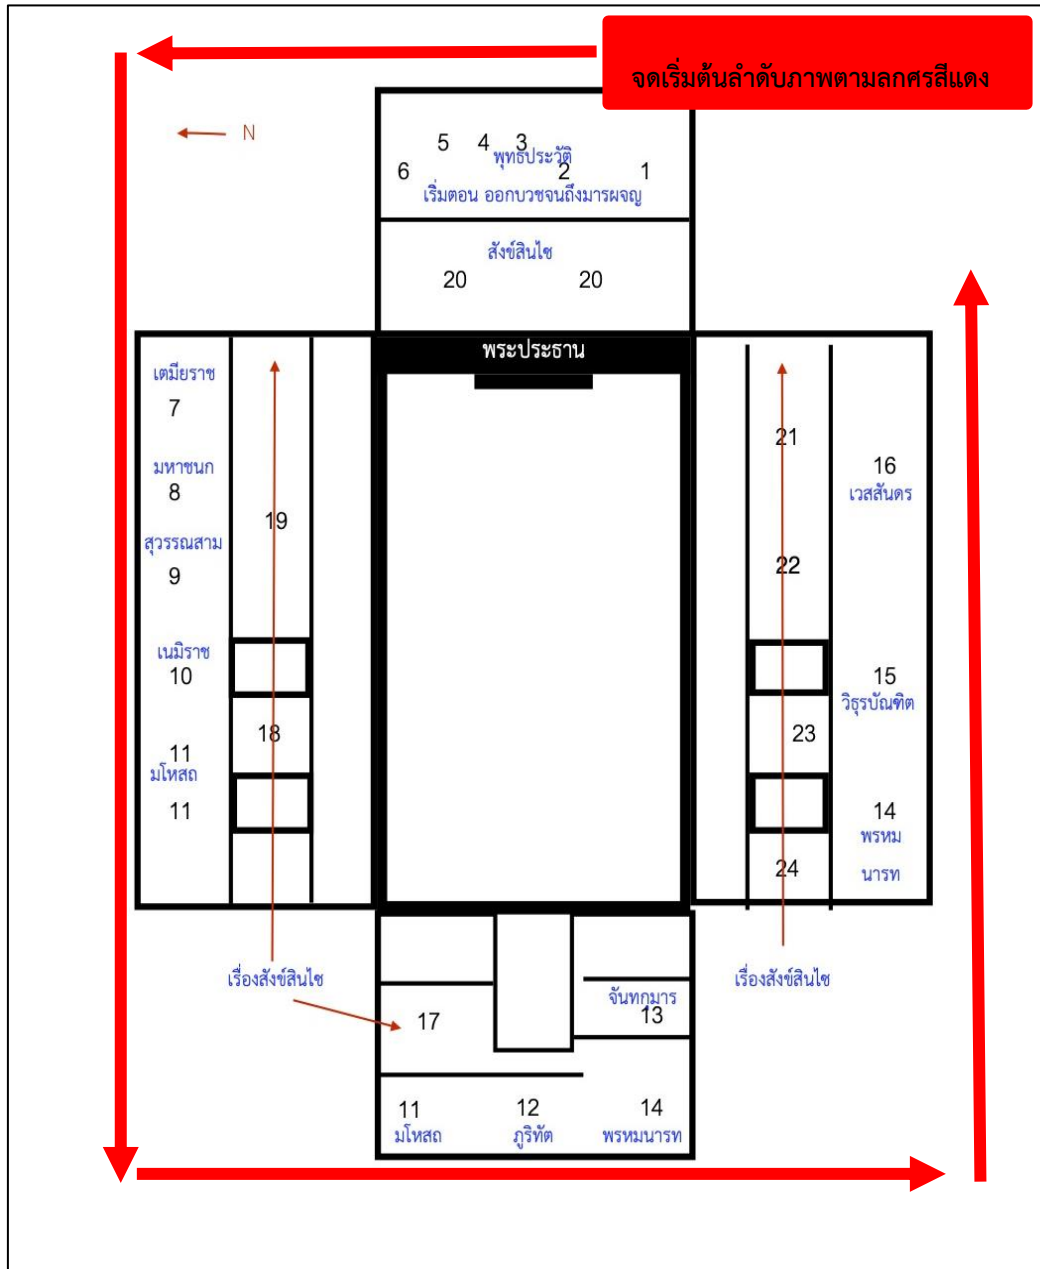 จดเริ่มต้นลำดับภาพตามลกศรสีแดง
N
5 4 3
พุทธประวัติ
6 2 1
เริ่มตอน ออกบวชจนถึงมารผจญ
สังข์สินไซ
20 20
พระประธาน
เตมียราช
7
มหาชนก
8
สุวรรณสาม
9
เนมิราช
10
11
มโหสถ
11
19
18
21
22
23
24
16
เวสสันดร
15
วิธุรบัณฑิต
14
พรหม
นารท
เรื่องสังข์สินไซ
เรื่องสังข์สินไซ
17
จันทกมาร
13
11 12 14
มโหสถ ภูริทัต พรหมนารท